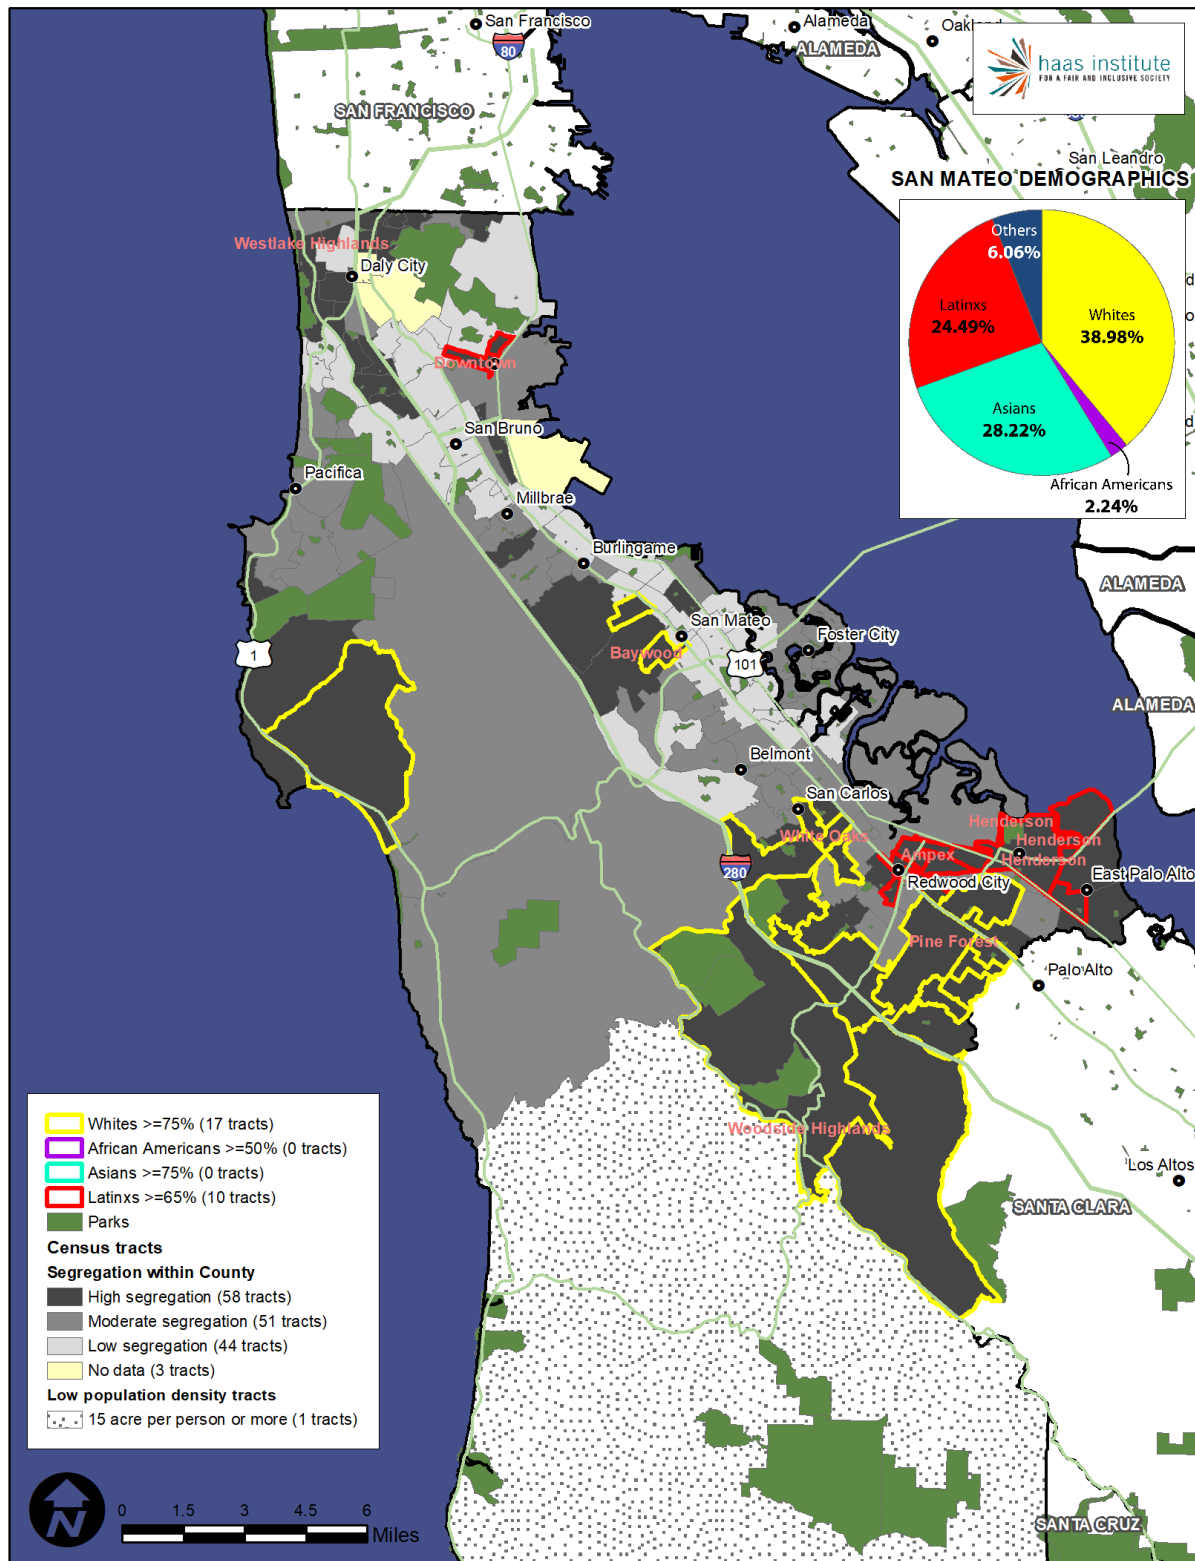 San Francisco
80
Alameda
ALAMEDA
haas institute
FOR A FAIR AND INCLUSIVE SOCIETY
SAN FRANCISCO
San Leandro
SAN MATEO DEMOGRAPHICS
Others
6.06%
Whites
38.98%
Latinxs
24.49%
Asians
28.22%
African Americans
2.24%
Westlake Highlands
Daly City
Downtown
San Bruno
Pacifica
Millbrae
Burlingame
ALAMEDA
San Mateo
Foster City
1
Baywood
101
ALAMEDA
Belmont
San Carlos
White Oaks
Henderson
Henderson
Henderson
Ampex
280
Redwood City
East Palo Alto
Pine Forest
Palo Alto
Woodside Highlands
Los Altos
SANTA CLARA
Whites >=75% (17 tracts)
African Americans >=50% (0 tracts)
Asians >=75% (0 tracts)
Latinxs >=65% (10 tracts)
Parks
Census tracts
Segregation within County
High segregation (58 tracts)
Moderate segregation (51 tracts)
Low segregation (44 tracts)
No data (3 tracts)
Low population density tracts
15 acre per person or more (1 tracts)
N
0 1.5 3 4.5 6
Miles
SANTA CRUZ